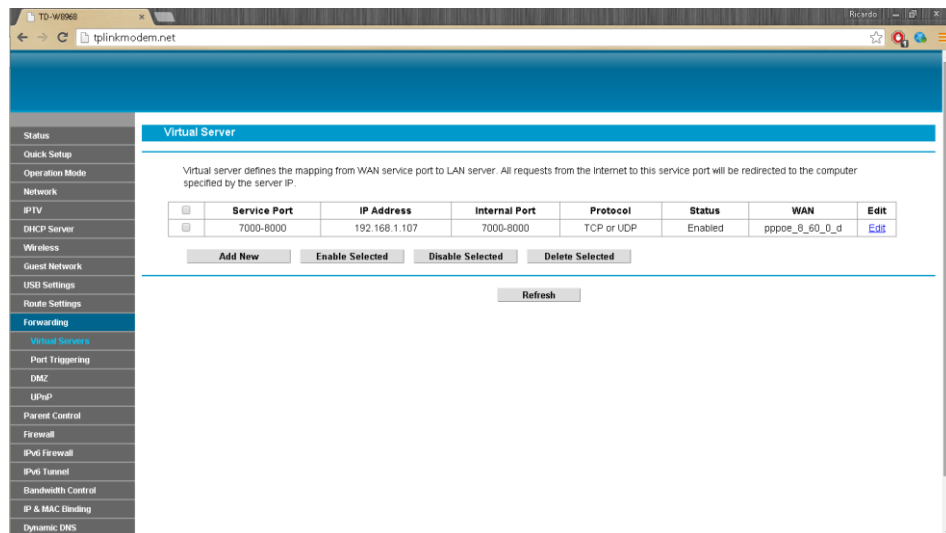 TD-W8968
Ricardo
tplinkmodem.net
Status
Quick Setup
Operation Mode
Network
IPTV
DHCP Server
Wireless
Guest Network
USB Settings
Route Settings
Forwarding
Virtual Servers
Port Triggering
DMZ
UPnP
Parent Control
Firewall
IPv6 Firewall
IPv6 Tunnel
Bandwidth Control
IP & MAC Binding
Dynamic DNS
Virtual Server
Virtual server defines the mapping from WAN service port to LAN server. All requests from the Internet to this service port will be redirected to the computer
specified by the server IP.
Service Port IP Address Internal Port Protocol Status WAN Edit
7000-8000 192.168.1.107 7000-8000 TCP or UDP Enabled pppoe_8_60_0_d Edit
Add New Enable Selected Disable Selected Delete Selected
Refresh